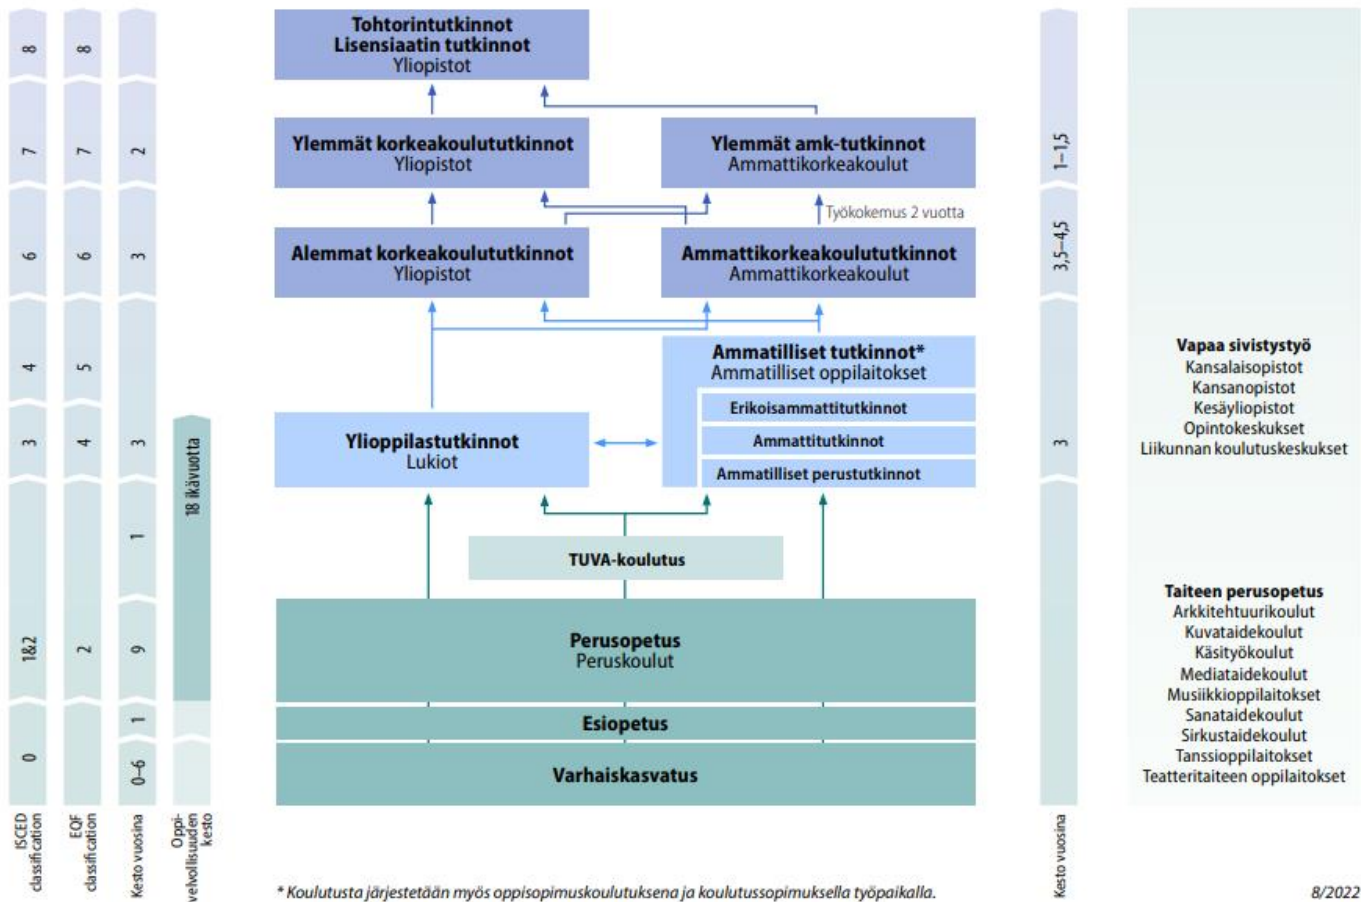 8
8
7
7
2
6
6
3
4
5
3
4
3
1
1&2
2
9
1
0
0–6
18 ikävuotta
ISCED
classification
EQF
classification
Kesto vuosina
Oppi-
velvollisuuden
kesto
Tohtorintutkinnot
Lisensiaatin tutkinnot
Yliopistot
Ylemmät korkeakoulututkinnot
Yliopistot
Ylemmät amk-tutkinnot
Ammattikorkeakoulut
Työkokemus 2 vuotta
Alemmat korkeakoulututkinnot
Yliopistot
Ammattikorkeakoulututkinnot
Ammattikorkeakoulut
Ammatilliset tutkinnot*
Ammatilliset oppilaitokset
Erikoisammattitutkinnot
Ammattitutkinnot
Ammatilliset perustutkinnot
Ylioppilastutkinnot
Lukiot
TUVA-koulutus
Perusopetus
Peruskoulut
Esiopetus
Varhaiskasvatus
1–1,5
3,5–4,5
3
Kesto vuosina
Vapaa sivistystyö
Kansalaisopistot
Kansanopistot
Kesäyliopistot
Opintokeskukset
Liikunnan koulutuskeskukset
Taiteen perusopetus
Arkkitehtuurikoulut
Kuvataidekoulut
Käsityökoulut
Mediataidekoulut
Musiikkioppilaitokset
Sanataidekoulut
Sirkustaidekoulut
Tanssioppilaitokset
Teatteritaiteen oppilaitokset
* Koulutusta järjestetään myös oppisopimuskoulutuksena ja koulutussopimuksella työpaikalla.
8/2022